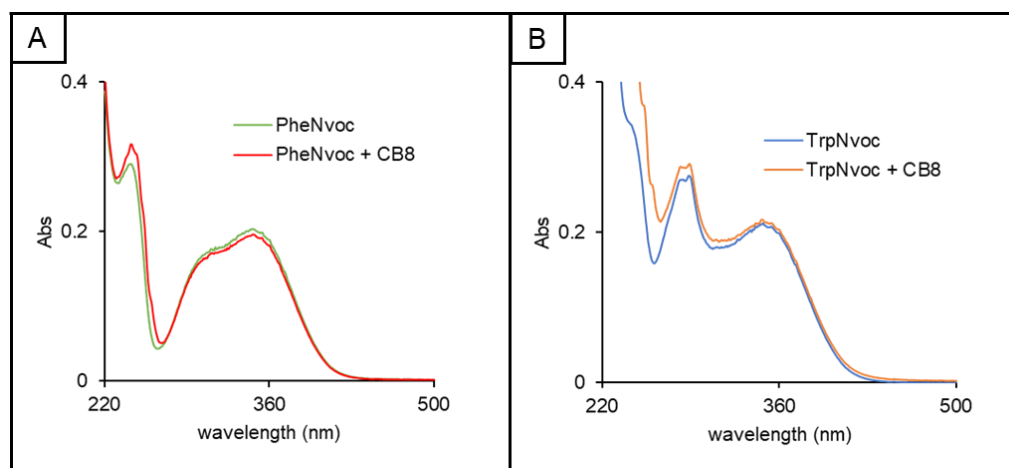 A
0.4
PheNvoc
PheNvoc + CB8
Abs
0.2
0
220
360
500
wavelength (nm)
B
0.4
TrpNvoc
TrpNvoc + CB8
Abs
0.2
0
220
360
500
wavelength (nm)